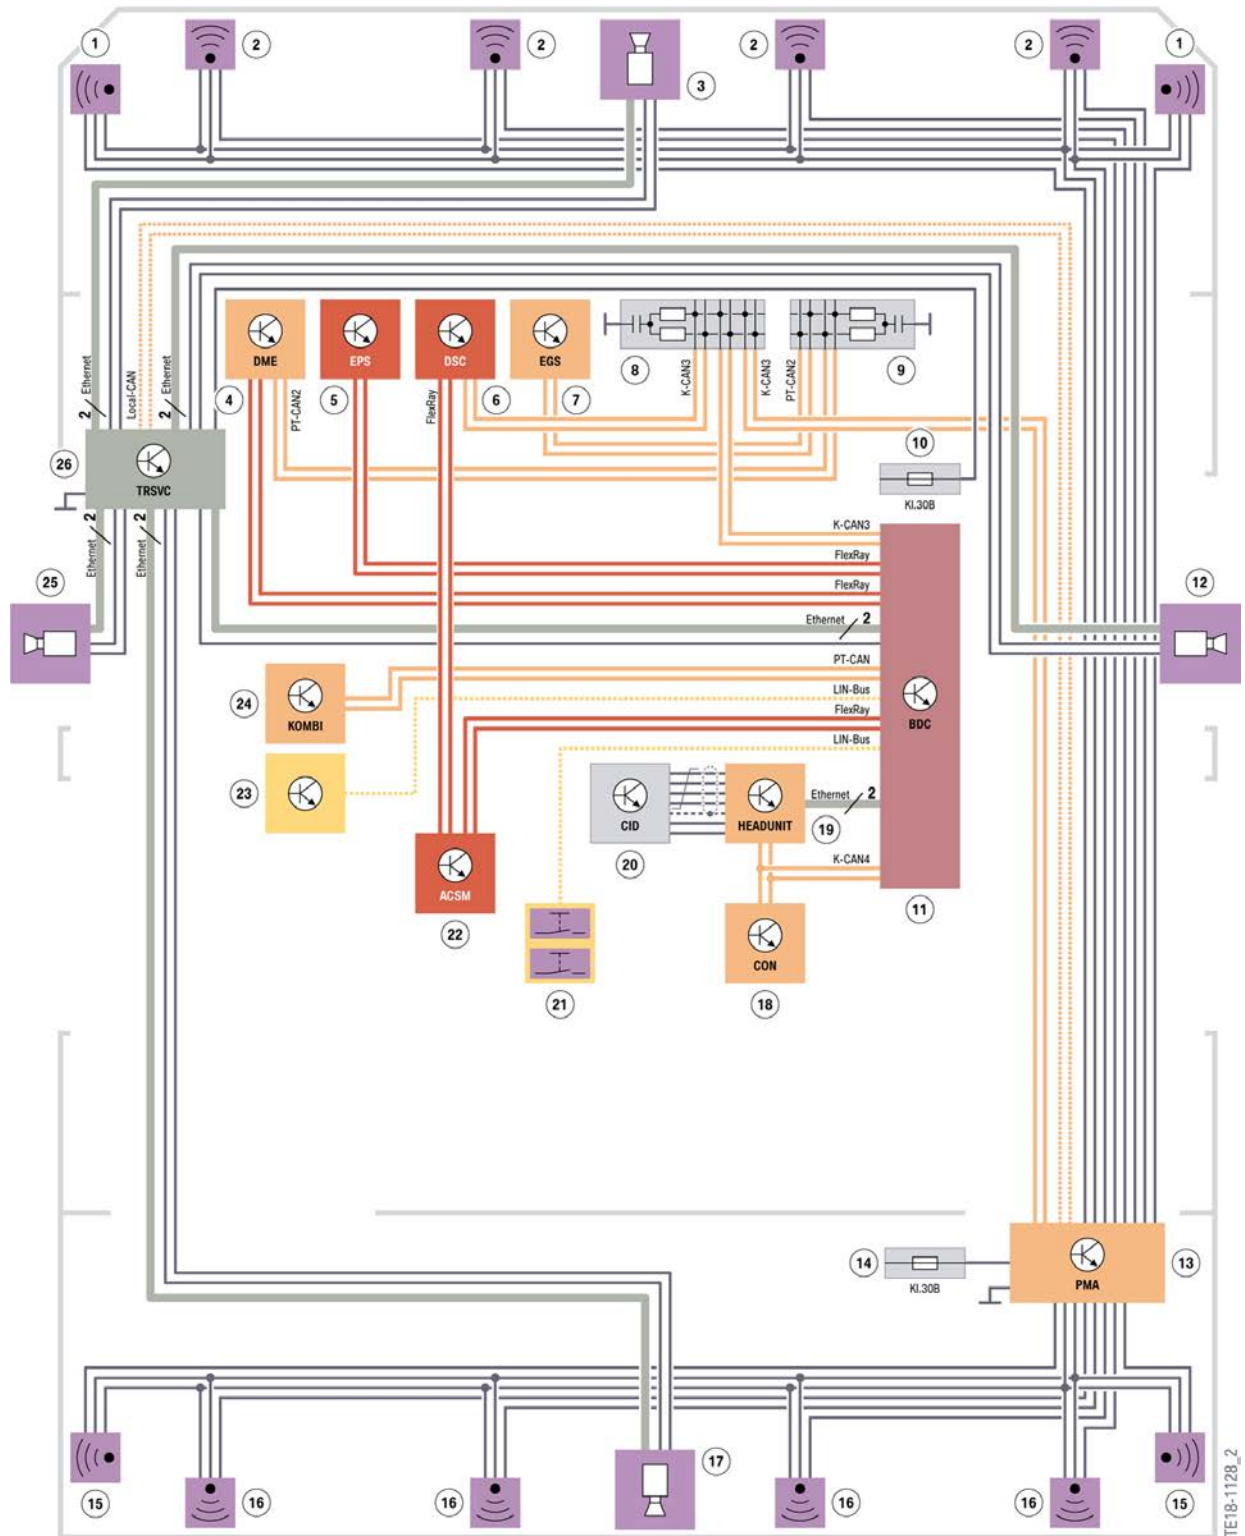 1
2
2
2
2
1
3
Ethernet
2
Local-CAN
Ethernet
2
DME
EPS
DSC
EGS
4
PT-CAN2
5
FlexRay
6
7
8
K-CAN3
K-CAN3
PT-CAN2
9
10
Kl.30B
26
TRSVC
2
Ethernet
2
Ethernet
K-CAN3
FlexRay
FlexRay
Ethernet 2
PT-CAN
LIN-Bus
FlexRay
LIN-Bus
BDC
25
12
24
KOMBI
23
CID
HEADUNIT
Ethernet 2
19
20
K-CAN4
11
ACSM
22
CON
21
18
14
Kl.30B
PMA
13
17
15
16
16
16
16
15
TE18-1128_2